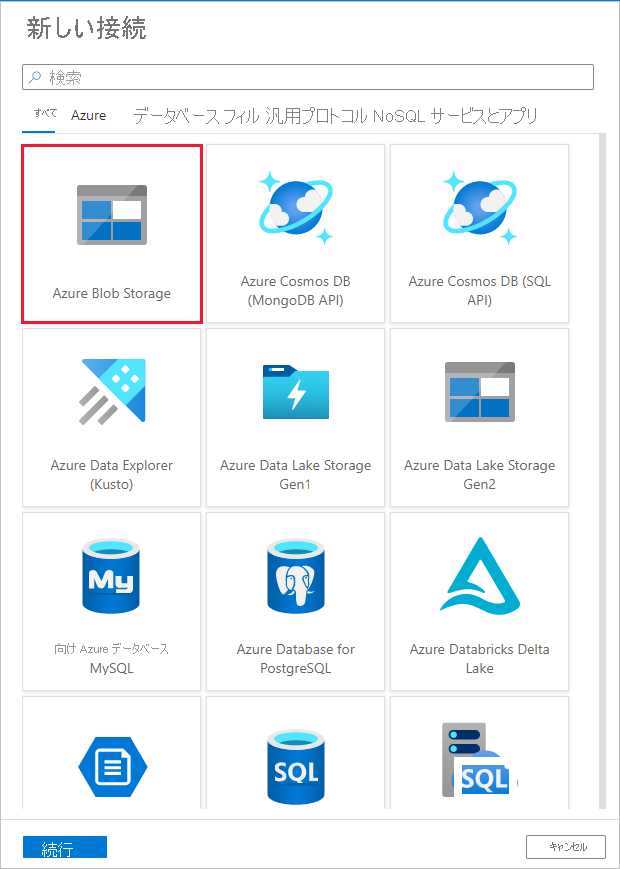 新しい接続
検索
すべて Azure データベース フィル 汎用プロトコル NoSQL サービスとアプリ
Azure Blob Storage
Azure Cosmos DB
(MongoDB API)
Azure Cosmos DB (SQL
API)
Azure Data Explorer
(Kusto)
Azure Data Lake Storage
Gen1
Azure Data Lake Storage
Gen2
My
向け Azure データベース
MySQL
Azure Database for
PostgreSQL
Azure Databricks Delta
Lake
SQL
SQL
続行
キャンセル